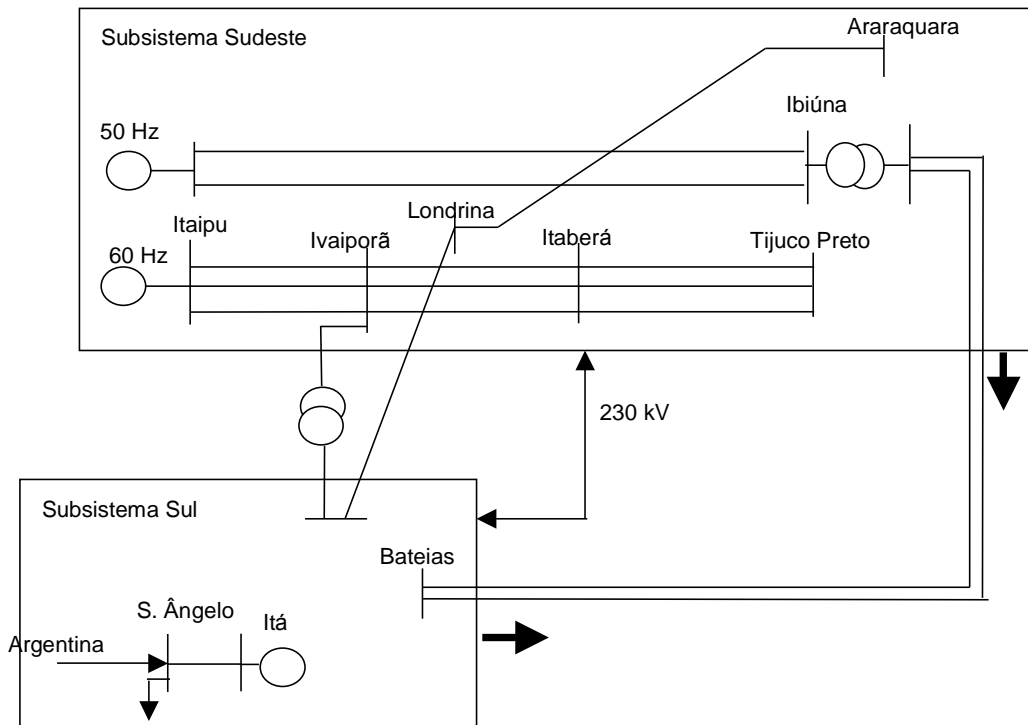 Subsistema Sudeste
Araraquara
Ibiúna
50 Hz
Londrina
Itaipu
Ivaiporã
Itaberá
Tijuco Preto
60 Hz
230 kV
Subsistema Sul
Bateias
S. Ângelo
Itá
Argentina